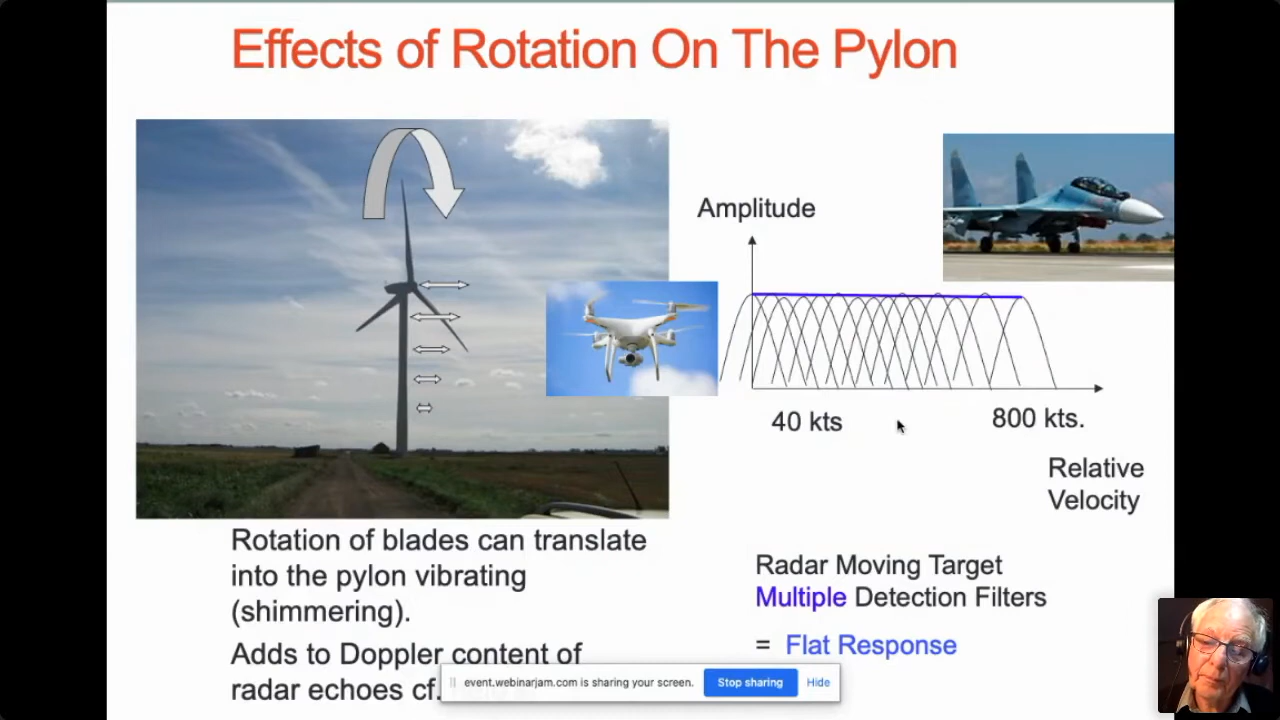 Effects of Rotation On The Pylon
Amplitude
40 kts
800 kts.
Relative
Velocity
Rotation of blades can translate
into the pylon vibrating
(shimmering).
Adds to Doppler content of
radar echoes cf.
Radar Moving Target
Multiple Detection Filters
= Flat Response
event.webinarjam.com is sharing your screen.
Stop sharing
Hide